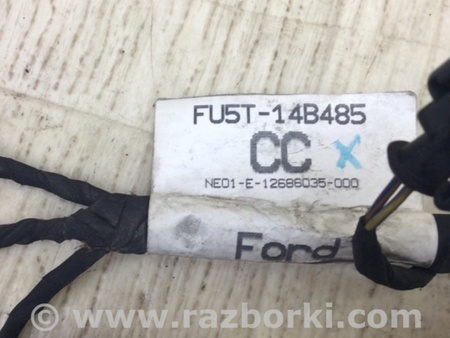 FU5T-14B485
CC X
NE01-E-12686035-000
Ford
© www.razborki.com